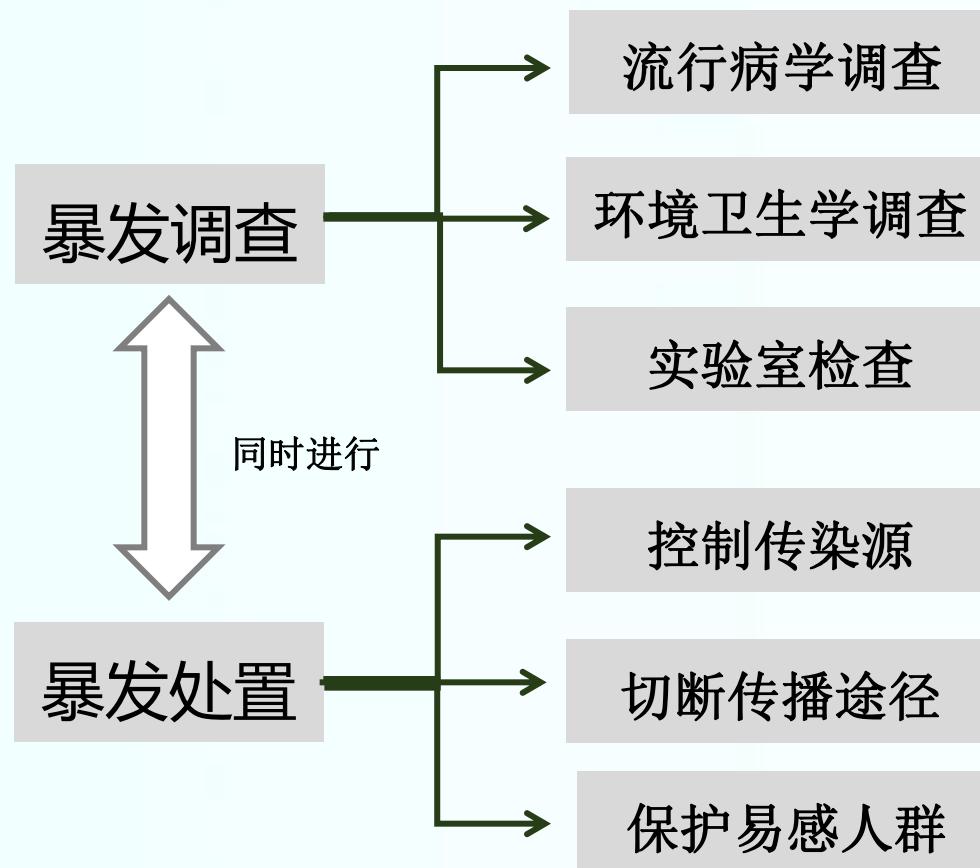 流行病学调查
暴发调查
环境卫生学调查
实验室检查
同时进行
控制传染源
暴发处置
切断传播途径
保护易感人群